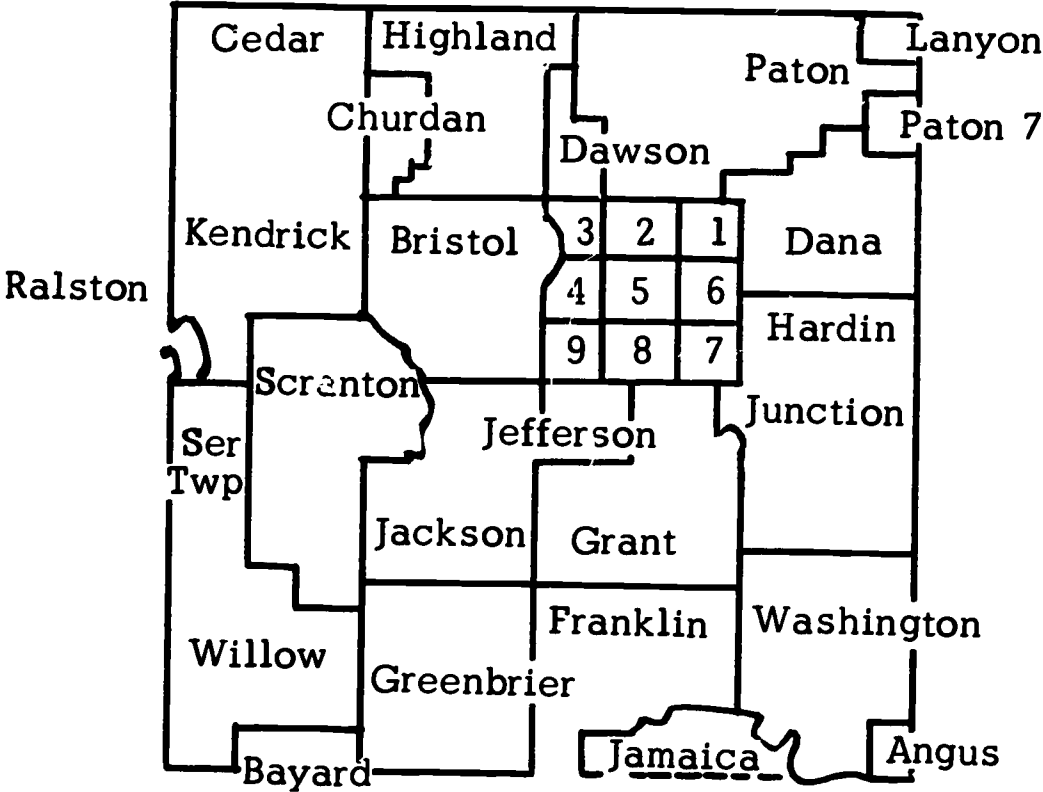 Cedar
Highland
Lanyon
Paton
Churdan
Paton 7
Dawson
Kendrick
Bristol
3 2 1
Dana
Ralston
4 5 6
Hardin
9 8 7
Scranton
Junction
Jefferson
Ser
Twp
Jackson
Grant
Franklin
Washington
Willow
Greenbrier
Jamaica
Angus
Bayard